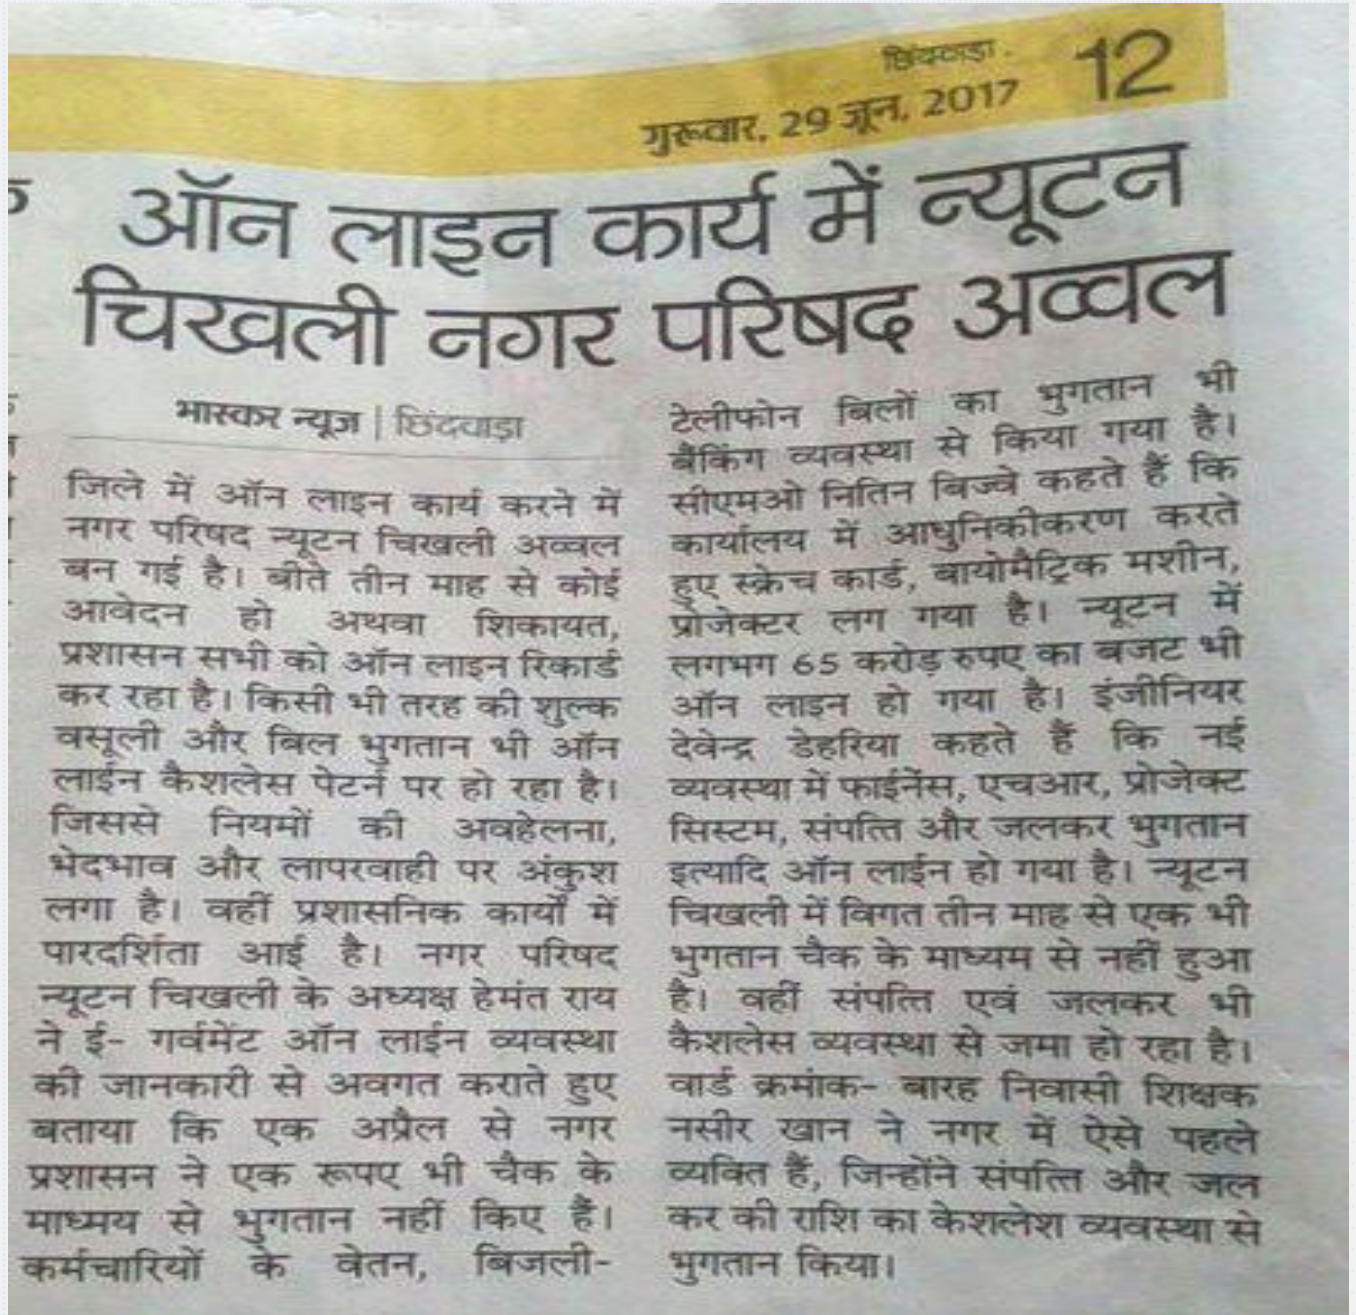 छिंदवाड़ा.
12
गुरूवार, 29 जून, 2017
ऑन लाइन कार्य में न्यूटन
चिखली नगर परिषद अव्वल
भास्कर न्यूज | छिंदवाड़ा
जिले में ऑन लाइन कार्य करने में
नगर परिषद न्यूटन चिखली अव्वल
बन गई है। बीते तीन माह से कोई
आवेदन हो अथवा शिकायत,
प्रशासन सभी को ऑन लाइन रिकार्ड
कर रहा है। किसी भी तरह की शुल्क
वसूली और बिल भुगतान भी ऑन
लाईन कैशलेस पेटर्न पर हो रहा है।
जिससे नियमों की अवहेलना,
भेदभाव और लापरवाही पर अंकुश
लगा है। वहीं प्रशासनिक कार्यों में
पारदर्शिता आई है। नगर परिषद
न्यूटन चिखली के अध्यक्ष हेमंत राय
ने ई- गर्वमेंट ऑन लाईन व्यवस्था
की जानकारी से अवगत कराते हुए
बताया कि एक अप्रैल से नगर
प्रशासन ने एक रूपए भी चैक के
माध्मय से भुगतान नहीं किए हैं।
कर्मचारियों के वेतन, बिजली-
टेलीफोन बिलों का भुगतान भी
बैंकिंग व्यवस्था से किया गया है।
सीएमओ नितिन बिज्वे कहते हैं कि
कार्यालय में आधुनिकीकरण करते
हुए स्क्रेच कार्ड, बायोमैट्रिक मशीन,
प्रोजेक्टर लग गया है। न्यूटन में
लगभग 65 करोड़ रुपए का बजट भी
ऑन लाइन हो गया है। इंजीनियर
देवेन्द्र डेहरिया कहते हैं कि नई
व्यवस्था में फाईनेंस, एचआर, प्रोजेक्ट
सिस्टम, संपत्ति और जलकर भुगतान
इत्यादि ऑन लाईन हो गया है। न्यूटन
चिखली में विगत तीन माह से एक भी
भुगतान चैक के माध्यम से नहीं हुआ
है। वहीं संपत्ति एवं जलकर भी
कैशलेस व्यवस्था से जमा हो रहा है।
वार्ड क्रमांक- बारह निवासी शिक्षक
नसीर खान ने नगर में ऐसे पहले
व्यक्ति हैं, जिन्होंने संपत्ति और जल
कर की राशि का केशलेश व्यवस्था से
भुगतान किया।